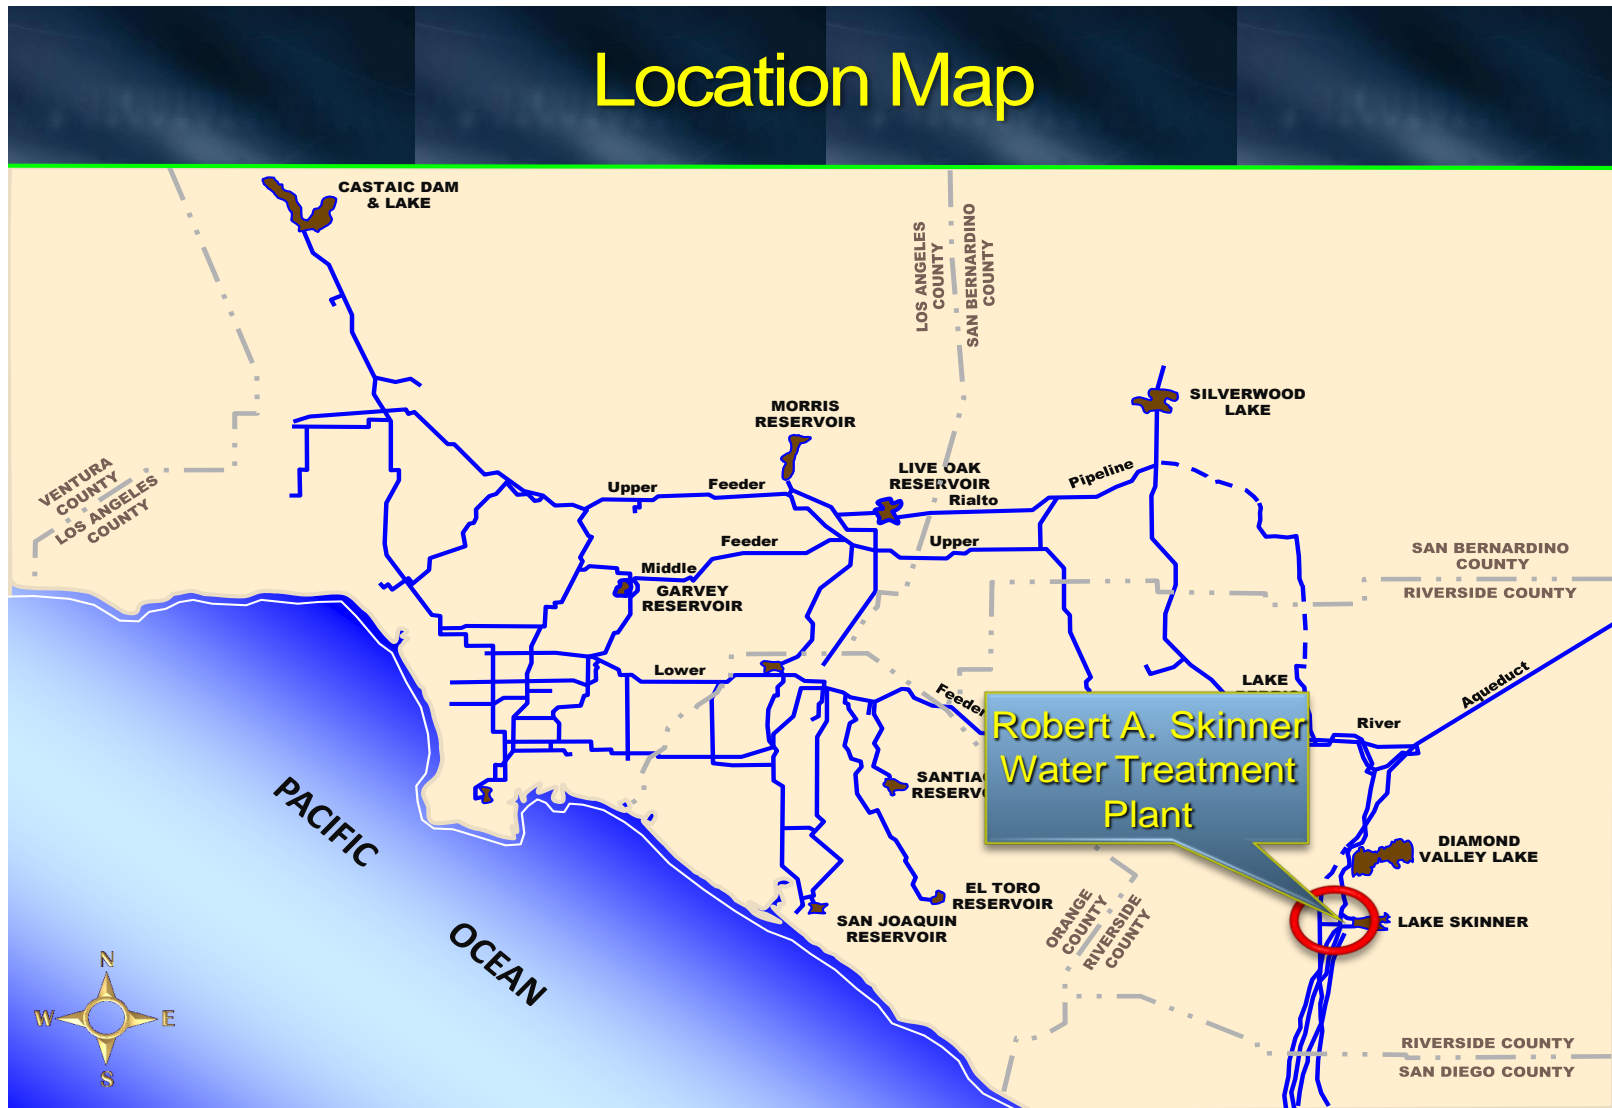 Location Map
CASTAIC DAM
& LAKE
LOS ANGELES
COUNTY
SAN BERNARDINO
COUNTY
SILVERWOOD
LAKE
MORRIS
RESERVOIR
LIVE OAK
RESERVOIR
Rialto
Pipeline
VENTURA
COUNTY
LOS ANGELES
COUNTY
Upper
Feeder
Feeder
Upper
Middle
GARVEY
RESERVOIR
SAN BERNARDINO
COUNTY
RIVERSIDE COUNTY
Lower
Feeder
LAKE
Aqueduct
River
Robert A. Skinner
Water Treatment
Plant
PACIFIC
OCEAN
DIAMOND
VALLEY LAKE
EL TORO
RESERVOIR
SAN JOAQUIN
RESERVOIR
ORANGE
COUNTY
RIVERSIDE
COUNTY
LAKE SKINNER
N
W E
S
RIVERSIDE COUNTY
SAN DIEGO COUNTY